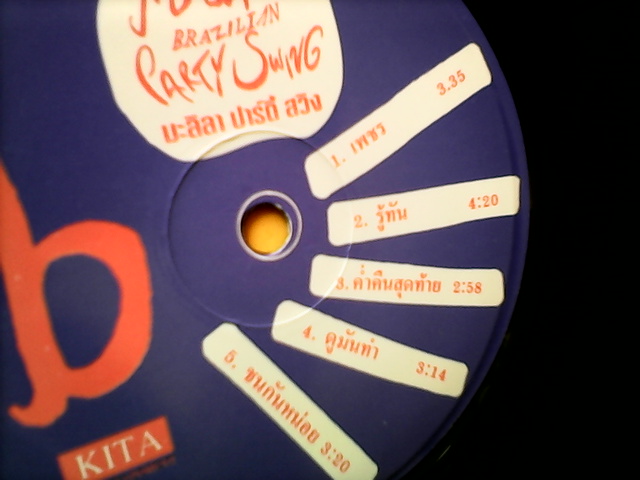 BRAZILIAN
PARTY SWING
มะลิลา ปาร์ตี้ สวิง
1. เพชร 3.35
2. รู้ทัน 4:20
3. ค่ำคืนสุดท้าย 2:58
4. ดูมันทำ 3:14
5. ชนกันหน่อย 3:20
b
KITA